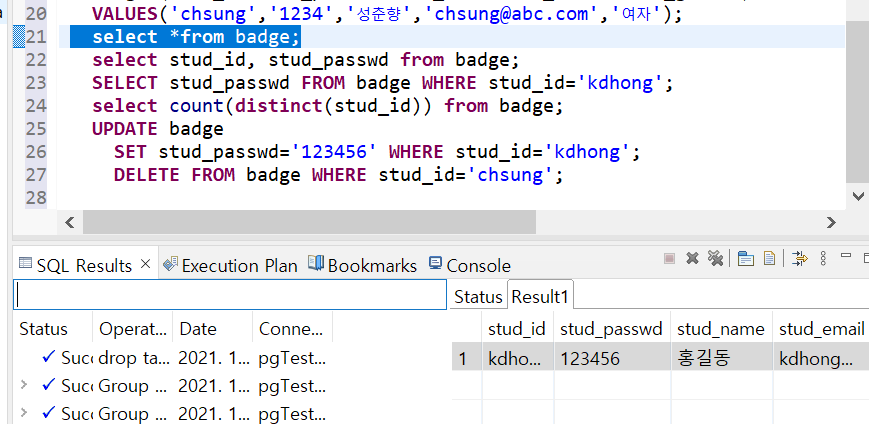 20 VALUES('chsung','1234','성춘향','chsung@abc.com','여자');
21 select *from badge;
22 select stud_id, stud_passwd from badge;
23 SELECT stud_passwd FROM badge WHERE stud_id='kdhong';
24 select count(distinct(stud_id)) from badge;
25 UPDATE badge
26 SET stud_passwd='123456' WHERE stud_id='kdhong';
27 DELETE FROM badge WHERE stud_id='chsung';
28
SQL Results Execution Plan Bookmarks Console
Status Result1
Status Operat... Date Conne...
✓ Succ drop ta... 2021. 1... pgTest...
✓ Succ Group ... 2021. 1... pgTest...
✓ Succ Group ... 2021. 1... pgTest...
stud_id stud_passwd stud_name stud_email
1 kdho... 123456 홍길동 kdhong...